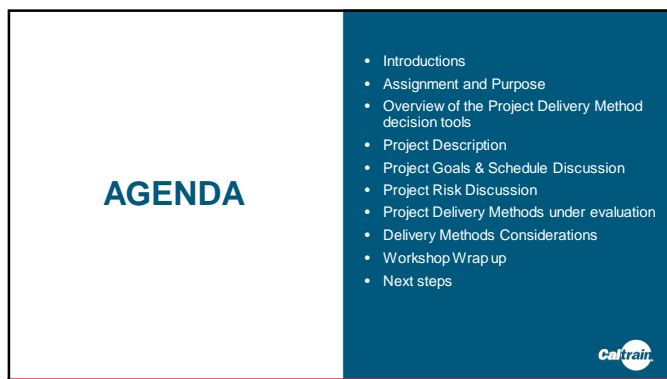 AGENDA
• Introductions
• Assignment and Purpose
• Overview of the Project Delivery Method
decision tools
• Project Description
• Project Goals & Schedule Discussion
• Project Risk Discussion
• Project Delivery Methods under evaluation
• Delivery Methods Considerations
• Workshop Wrap up
• Next steps
Caltrain